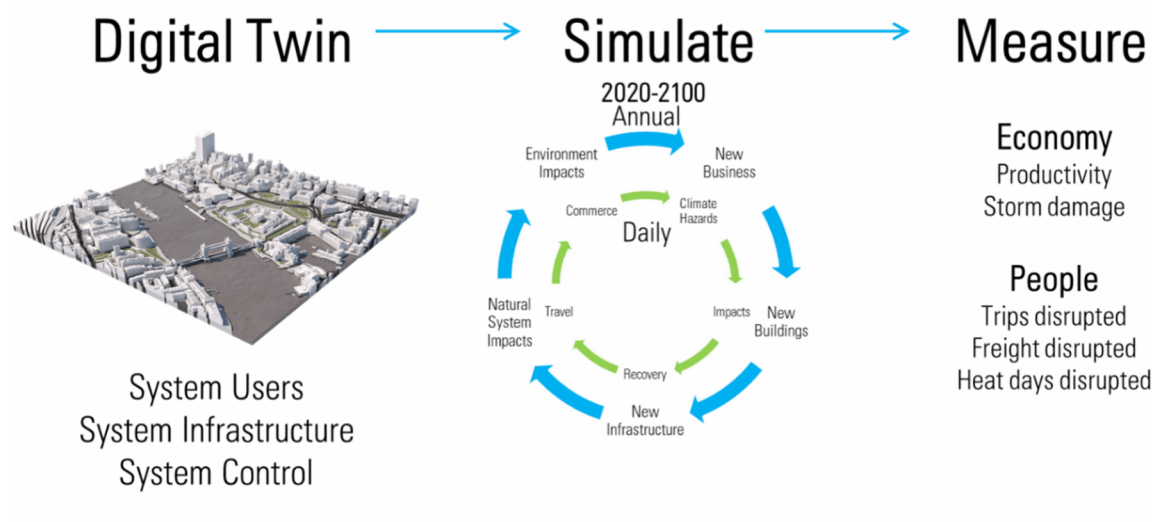 Digital Twin
Simulate
Measure
System Users
System Infrastructure
System Control
2020-2100
Annual
Environment
Impacts
New
Business
New
Buildings
New
Infrastructure
Natural
System
Impacts
Commerce
Climate
Hazards
Daily
Impacts
Recovery
Travel
Economy
Productivity
Storm damage
People
Trips disrupted
Freight disrupted
Heat days disrupted